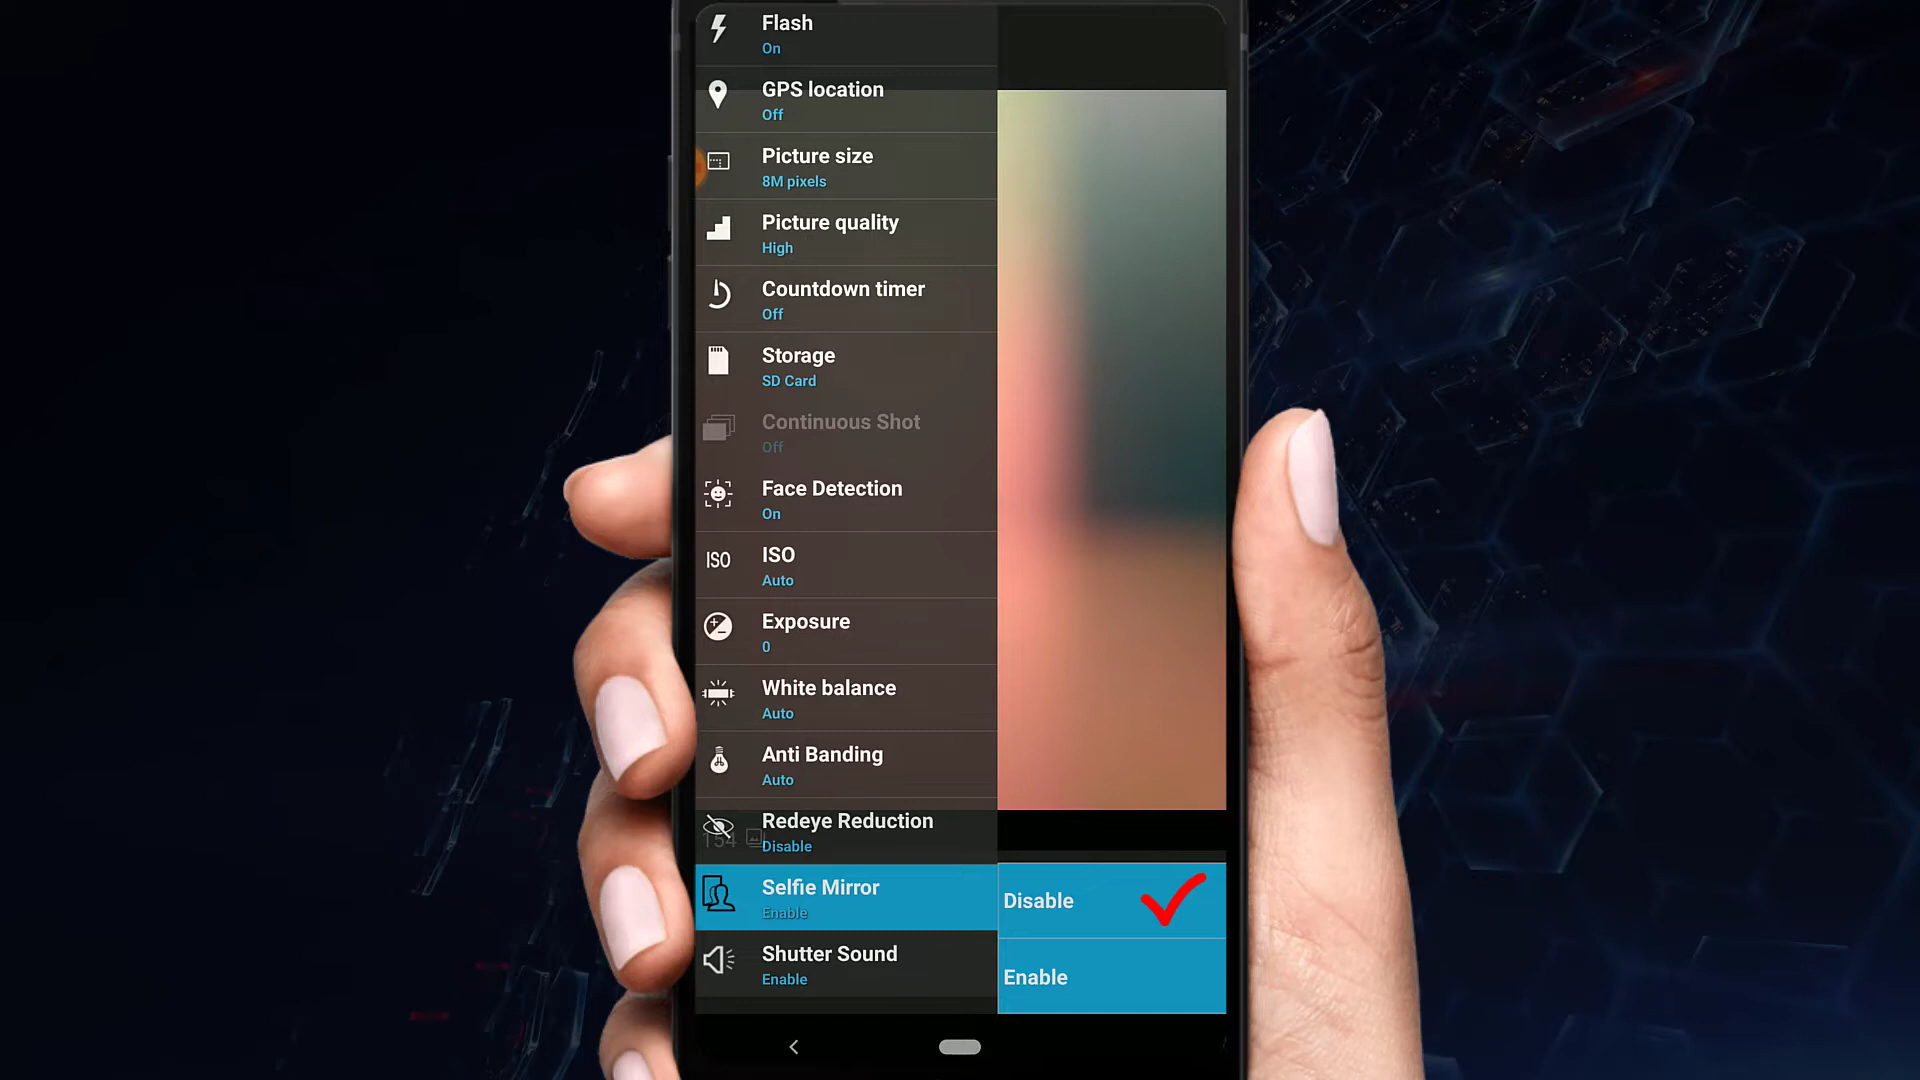 Flash
On
GPS location
Off
Picture size
8M pixels
Picture quality
High
Countdown timer
Off
Storage
SD Card
Continuous Shot
Off
Face Detection
On
ISO
ISO
Auto
Exposure
0
White balance
Auto
Anti Banding
Auto
Redeye Reduction
154
Disable
Selfie Mirror
Enable
Disable
Shutter Sound
Enable
Enable